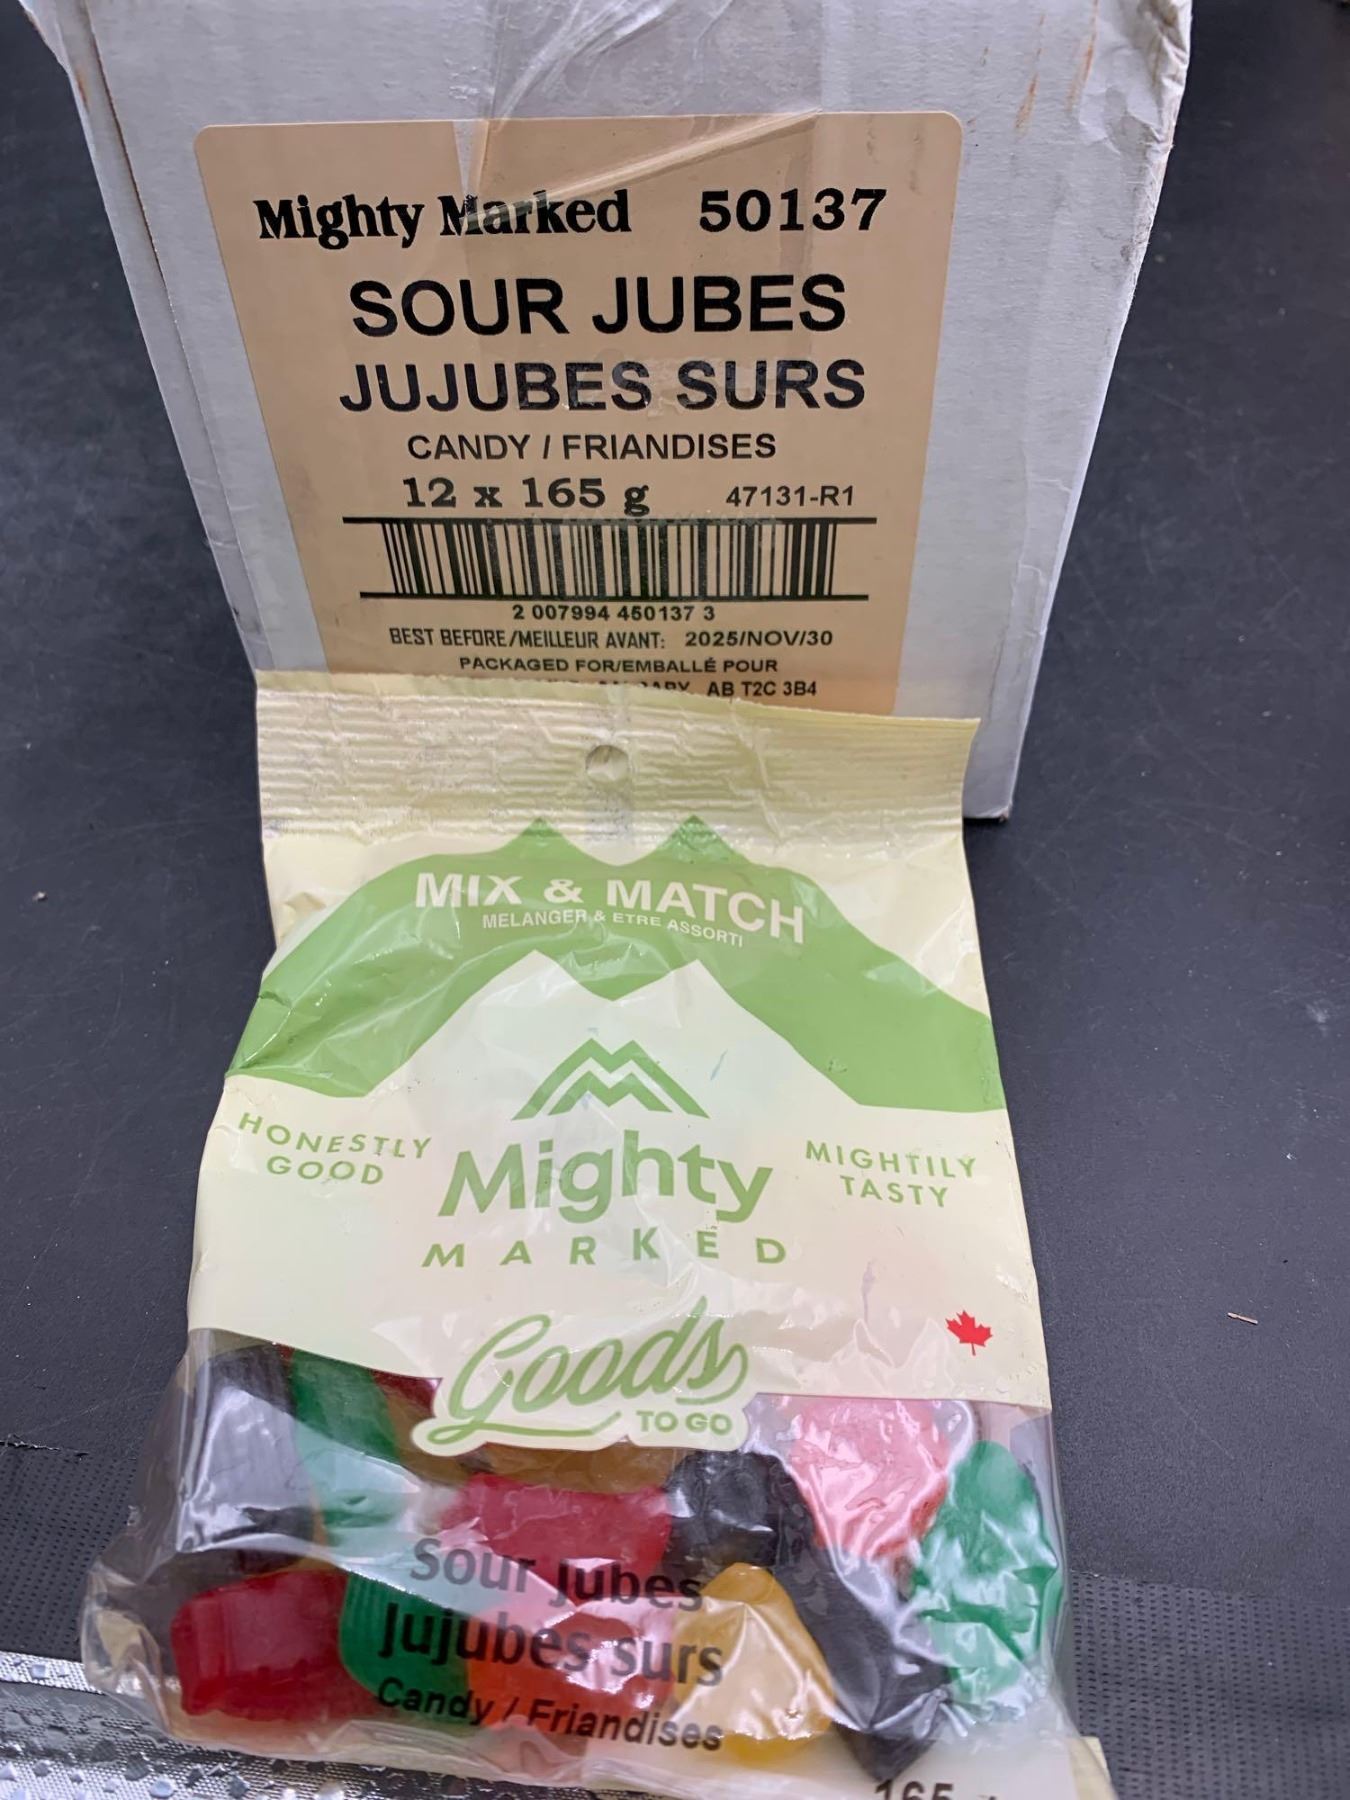 Mighty Marked 50137
SOUR JUBES
JUJUBES SURS
CANDY / FRIANDISES
12 x 165 g 47131-R1
2 007994 450137 3
BEST BEFORE/MEILLEUR AVANT: 2025/NOV/30
PACKAGED FOR/EMBALLÉ POUR
AB T2C 3B4
MIX & MATCH
MELANGER & ETRE ASSORTI
HONESTLY
GOOD
Mighty
MARKED
MIGHTILY
TASTY
Goods
TO GO
Sour Jubes
Jujubes surs
Candy / Friandises
165